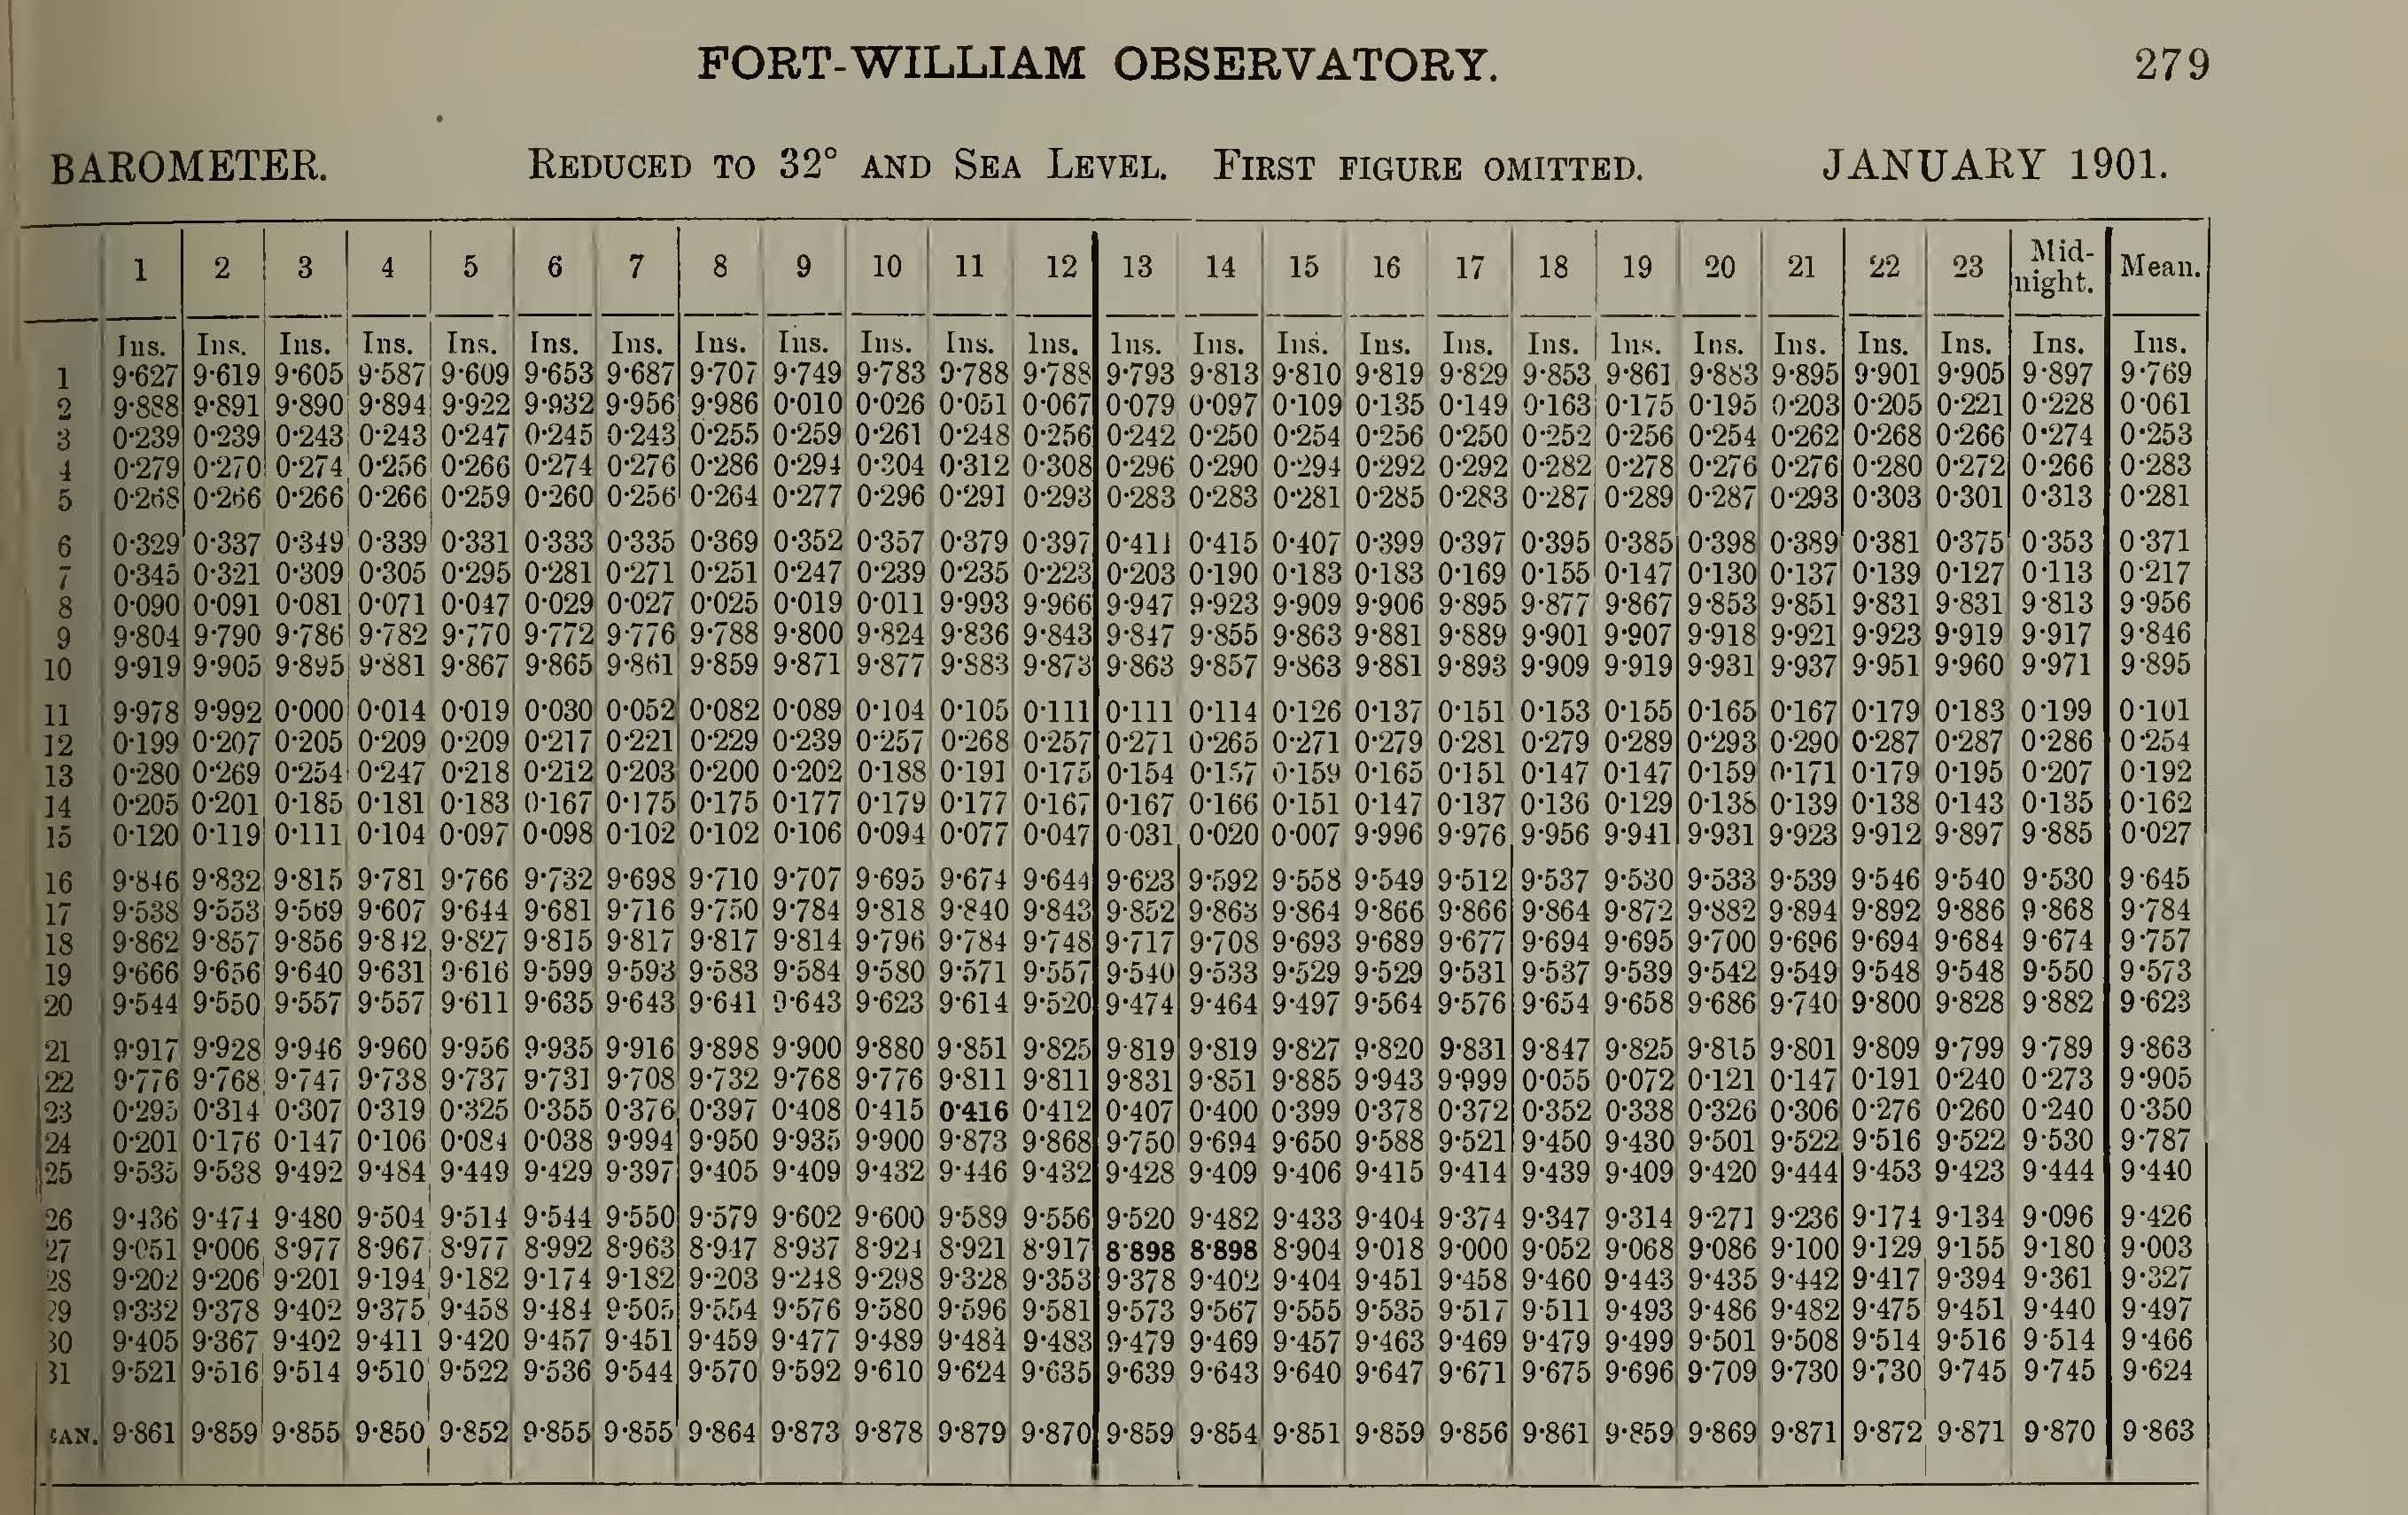 FORT-WILLIAM OBSERVATORY. 279
BAROMETER. REDUCED TO 32° AND SEA LEVEL. FIRST FIGURE OMITTED. JANUARY 1901.
1 2 3 4 5 6 7 8 9 10 11 12 13 14 15 16 17 18 19 20 21 22 23 Mid-night. Mean.
Ins. Ins. Ins. Ins. Ins. Ins. Ins. Ins. Ins. Ins. Ins. Ins. Ins. Ins. Ins. Ins. Ins. Ins. Ins. Ins. Ins. Ins. Ins. Ins. Ins.
1 9·627 9·619 9·605 9·587 9·609 9·653 9·687 9·707 9·749 9·783 9·788 9·788 9·793 9·813 9·810 9·819 9·829 9·853 9·861 9·883 9·895 9·901 9·905 9·897 9·769
2 9·888 9·891 9·890 9·894 9·922 9·932 9·956 9·986 0·010 0·026 0·051 0·067 0·079 0·097 0·109 0·135 0·149 0·163 0·175 0·195 0·203 0·205 0·221 0·228 0·061
3 0·239 0·239 0·243 0·243 0·247 0·245 0·243 0·255 0·259 0·261 0·248 0·256 0·242 0·250 0·254 0·256 0·250 0·252 0·256 0·254 0·262 0·268 0·266 0·274 0·253
4 0·279 0·270 0·274 0·256 0·266 0·274 0·276 0·286 0·294 0·304 0·312 0·308 0·296 0·290 0·294 0·292 0·292 0·282 0·278 0·276 0·276 0·280 0·272 0·266 0·283
5 0·268 0·266 0·266 0·266 0·259 0·260 0·256 0·264 0·277 0·296 0·291 0·293 0·283 0·283 0·281 0·285 0·283 0·287 0·289 0·287 0·293 0·303 0·301 0·313 0·281
6 0·329 0·337 0·349 0·339 0·331 0·333 0·335 0·369 0·352 0·357 0·379 0·397 0·411 0·415 0·407 0·399 0·397 0·395 0·385 0·398 0·389 0·381 0·375 0·353 0·371
7 0·345 0·321 0·309 0·305 0·295 0·281 0·271 0·251 0·247 0·239 0·235 0·223 0·203 0·190 0·183 0·183 0·169 0·155 0·147 0·130 0·137 0·139 0·127 0·113 0·217
8 0·090 0·091 0·081 0·071 0·047 0·029 0·027 0·025 0·019 0·011 9·993 9·966 9·947 9·923 9·909 9·906 9·895 9·877 9·867 9·853 9·851 9·831 9·831 9·813 9·956
9 9·804 9·790 9·786 9·782 9·770 9·772 9·776 9·788 9·800 9·824 9·836 9·843 9·847 9·855 9·863 9·881 9·889 9·901 9·907 9·918 9·921 9·923 9·919 9·917 9·846
10 9·919 9·905 9·895 9·881 9·867 9·865 9·861 9·859 9·871 9·877 9·883 9·873 9·863 9·857 9·863 9·881 9·893 9·909 9·919 9·931 9·937 9·951 9·960 9·971 9·895
11 9·978 9·992 0·000 0·014 0·019 0·030 0·052 0·082 0·089 0·104 0·105 0·111 0·111 0·114 0·126 0·137 0·151 0·153 0·155 0·165 0·167 0·179 0·183 0·199 0·101
12 0·199 0·207 0·205 0·209 0·209 0·217 0·221 0·229 0·239 0·257 0·268 0·257 0·271 0·265 0·271 0·279 0·281 0·279 0·289 0·293 0·290 0·287 0·287 0·286 0·254
13 0·280 0·269 0·254 0·247 0·218 0·212 0·203 0·200 0·202 0·188 0·191 0·175 0·154 0·157 0·159 0·165 0·151 0·147 0·147 0·159 0·171 0·179 0·195 0·207 0·192
14 0·205 0·201 0·185 0·181 0·183 0·167 0·175 0·175 0·177 0·179 0·177 0·167 0·167 0·166 0·151 0·147 0·137 0·136 0·129 0·138 0·139 0·138 0·143 0·135 0·162
15 0·120 0·119 0·111 0·104 0·097 0·098 0·102 0·102 0·106 0·094 0·077 0·047 0·031 0·020 0·007 9·996 9·976 9·956 9·941 9·931 9·923 9·912 9·897 9·885 0·027
16 9·846 9·832 9·815 9·781 9·766 9·732 9·698 9·710 9·707 9·695 9·674 9·644 9·623 9·592 9·558 9·549 9·512 9·537 9·530 9·533 9·539 9·546 9·540 9·530 9·645
17 9·538 9·553 9·569 9·607 9·644 9·681 9·716 9·750 9·784 9·818 9·840 9·843 9·852 9·863 9·864 9·866 9·866 9·864 9·872 9·882 9·894 9·892 9·886 9·868 9·784
18 9·862 9·857 9·856 9·842 9·827 9·815 9·817 9·817 9·814 9·796 9·784 9·748 9·717 9·708 9·693 9·689 9·677 9·694 9·695 9·700 9·696 9·694 9·684 9·674 9·757
19 9·666 9·656 9·640 9·631 9·616 9·599 9·593 9·583 9·584 9·580 9·571 9·557 9·540 9·533 9·529 9·529 9·531 9·537 9·539 9·542 9·549 9·548 9·548 9·550 9·573
20 9·544 9·550 9·557 9·557 9·611 9·635 9·643 9·641 9·643 9·623 9·614 9·520 9·474 9·464 9·497 9·564 9·576 9·654 9·658 9·686 9·740 9·800 9·828 9·882 9·623
21 9·917 9·928 9·946 9·960 9·956 9·935 9·916 9·898 9·900 9·880 9·851 9·825 9·819 9·819 9·827 9·820 9·831 9·847 9·825 9·815 9·801 9·809 9·799 9·789 9·863
22 9·776 9·768 9·747 9·738 9·737 9·731 9·708 9·732 9·768 9·776 9·811 9·811 9·831 9·851 9·885 9·943 9·999 0·055 0·072 0·121 0·147 0·191 0·240 0·273 9·905
23 0·295 0·314 0·307 0·319 0·325 0·355 0·376 0·397 0·408 0·415 0·416 0·412 0·407 0·400 0·399 0·378 0·372 0·352 0·338 0·326 0·306 0·276 0·260 0·240 0·350
24 0·201 0·176 0·147 0·106 0·084 0·038 9·994 9·950 9·935 9·900 9·873 9·868 9·750 9·694 9·650 9·588 9·521 9·450 9·430 9·501 9·522 9·516 9·522 9·530 9·787
25 9·535 9·538 9·492 9·484 9·449 9·429 9·397 9·405 9·409 9·432 9·446 9·432 9·428 9·409 9·406 9·415 9·414 9·439 9·409 9·420 9·444 9·453 9·423 9·444 9·440
26 9·436 9·474 9·480 9·504 9·514 9·544 9·550 9·579 9·602 9·600 9·589 9·556 9·520 9·482 9·433 9·404 9·374 9·347 9·314 9·271 9·236 9·174 9·134 9·096 9·426
27 9·051 9·006 8·977 8·967 8·977 8·992 8·963 8·947 8·937 8·924 8·921 8·917 8·898 8·898 8·904 9·018 9·000 9·052 9·068 9·086 9·100 9·129 9·155 9·180 9·003
28 9·202 9·206 9·201 9·194 9·182 9·174 9·182 9·203 9·248 9·298 9·328 9·353 9·378 9·402 9·404 9·451 9·458 9·460 9·443 9·435 9·442 9·417 9·394 9·361 9·327
29 9·332 9·378 9·402 9·375 9·458 9·484 9·505 9·554 9·576 9·580 9·596 9·581 9·573 9·567 9·555 9·535 9·517 9·511 9·493 9·486 9·482 9·475 9·451 9·440 9·497
30 9·405 9·367 9·402 9·411 9·420 9·457 9·451 9·459 9·477 9·489 9·484 9·483 9·479 9·469 9·457 9·463 9·469 9·479 9·499 9·501 9·508 9·514 9·516 9·514 9·466
31 9·521 9·516 9·514 9·510 9·522 9·536 9·544 9·570 9·592 9·610 9·624 9·635 9·639 9·643 9·640 9·647 9·671 9·675 9·696 9·709 9·730 9·730 9·745 9·745 9·624
EAN. 9·861 9·859 9·855 9·850 9·852 9·855 9·855 9·864 9·873 9·878 9·879 9·870 9·859 9·854 9·851 9·859 9·856 9·861 9·859 9·869 9·871 9·872 9·871 9·870 9·863